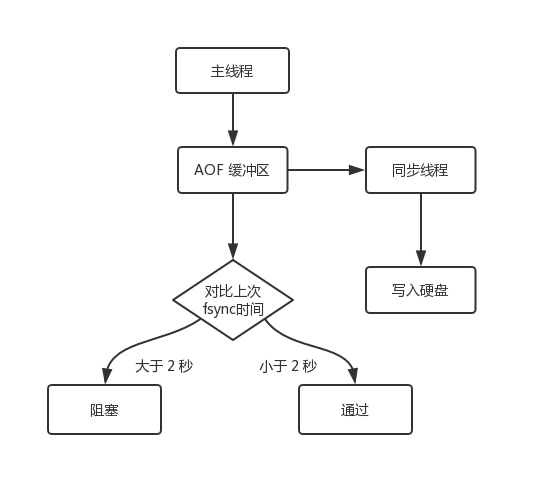 主线程
AOF 缓冲区
同步线程
对比上次
fsync时间
写入硬盘
大于 2 秒
小于 2 秒
阻塞
通过